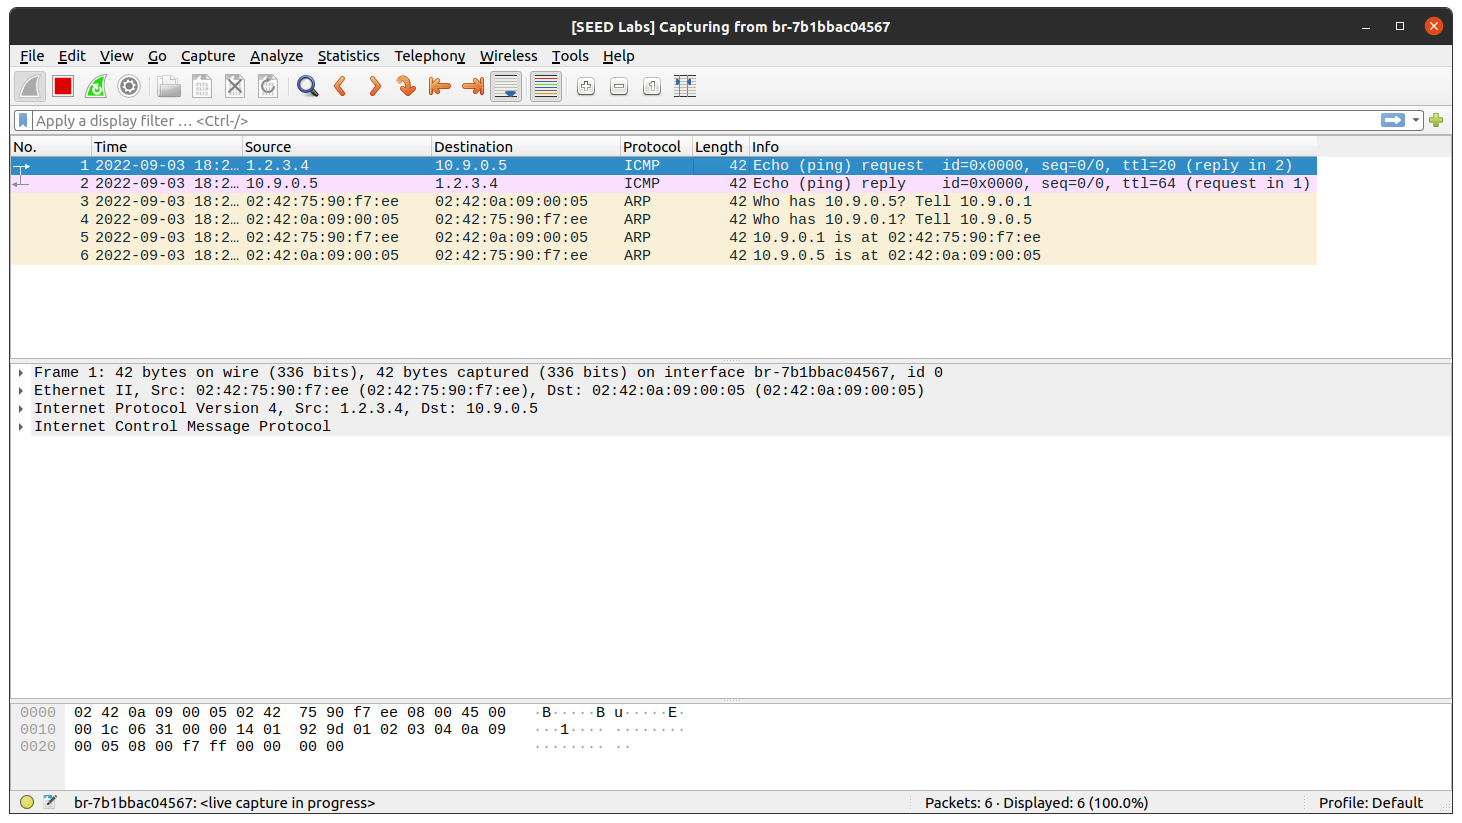 [SEED Labs] Capturing from br-7b1bbac04567
File Edit View Go Capture Analyze Statistics Telephony Wireless Tools Help
Apply a display filter … <Ctrl-/>
No. Time Source Destination Protocol Length Info
1 2022-09-03 18:2… 1.2.3.4 10.9.0.5 ICMP 42 Echo (ping) request id=0x0000, seq=0/0, ttl=20 (reply in 2)
2 2022-09-03 18:2… 10.9.0.5 1.2.3.4 ICMP 42 Echo (ping) reply id=0x0000, seq=0/0, ttl=64 (request in 1)
3 2022-09-03 18:2… 02:42:75:90:f7:ee 02:42:0a:09:00:05 ARP 42 Who has 10.9.0.5? Tell 10.9.0.1
4 2022-09-03 18:2… 02:42:0a:09:00:05 02:42:75:90:f7:ee ARP 42 Who has 10.9.0.1? Tell 10.9.0.5
5 2022-09-03 18:2… 02:42:75:90:f7:ee 02:42:0a:09:00:05 ARP 42 10.9.0.1 is at 02:42:75:90:f7:ee
6 2022-09-03 18:2… 02:42:0a:09:00:05 02:42:75:90:f7:ee ARP 42 10.9.0.5 is at 02:42:0a:09:00:05
Frame 1: 42 bytes on wire (336 bits), 42 bytes captured (336 bits) on interface br-7b1bbac04567, id 0
Ethernet II, Src: 02:42:75:90:f7:ee (02:42:75:90:f7:ee), Dst: 02:42:0a:09:00:05 (02:42:0a:09:00:05)
Internet Protocol Version 4, Src: 1.2.3.4, Dst: 10.9.0.5
Internet Control Message Protocol
0000 02 42 0a 09 00 05 02 42 75 90 f7 ee 08 00 45 00 ·B·····B u·····E·
0010 00 1c 06 31 00 00 14 01 92 9d 01 02 03 04 0a 09 ···1···· ········
0020 00 05 08 00 f7 ff 00 00 00 00 ········ ··
br-7b1bbac04567: <live capture in progress> Packets: 6 · Displayed: 6 (100.0%) Profile: Default